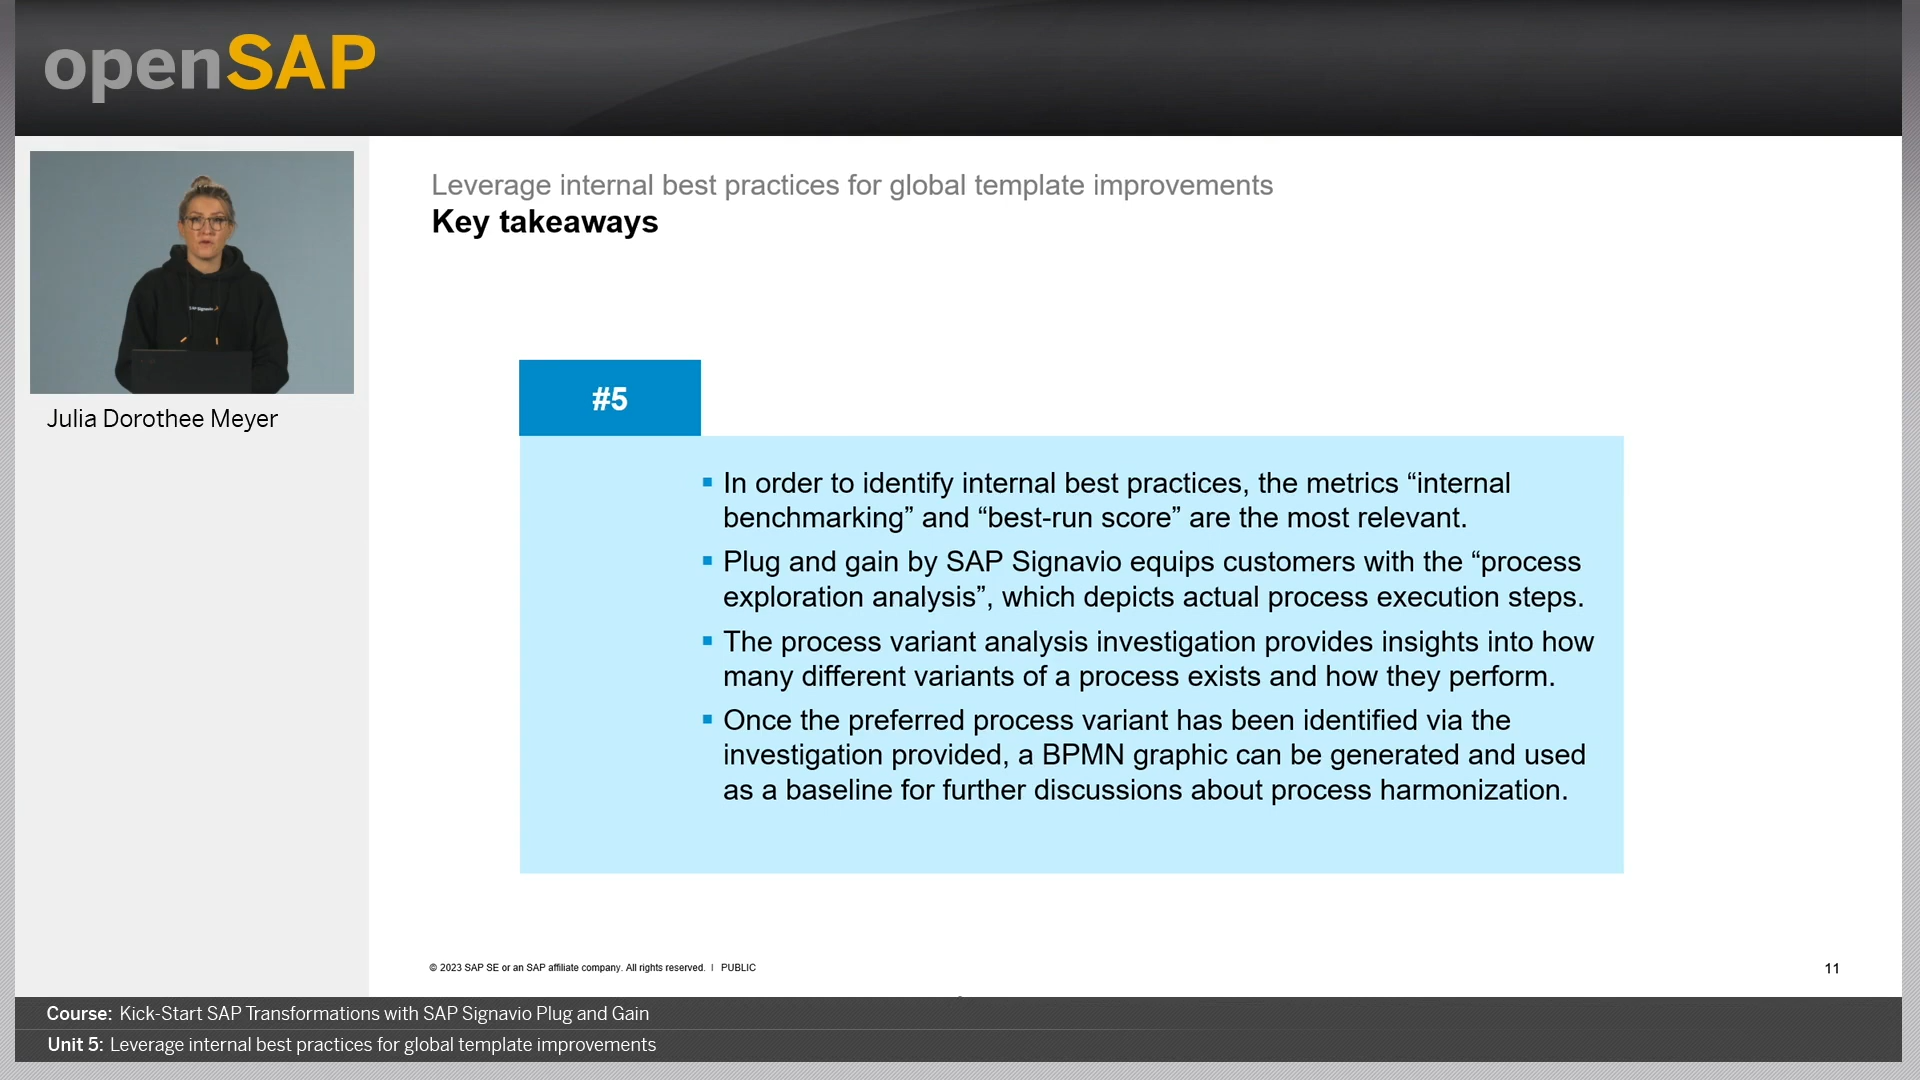 openSAP
Julia Dorothee Meyer
Leverage internal best practices for global template improvements
Key takeaways
#5
In order to identify internal best practices, the metrics “internal
benchmarking” and “best-run score” are the most relevant.
Plug and gain by SAP Signavio equips customers with the “process
exploration analysis”, which depicts actual process execution steps.
The process variant analysis investigation provides insights into how
many different variants of a process exists and how they perform.
Once the preferred process variant has been identified via the
investigation provided, a BPMN graphic can be generated and used
as a baseline for further discussions about process harmonization.
© 2023 SAP SE or an SAP affiliate company. All rights reserved. | PUBLIC
11
Course: Kick-Start SAP Transformations with SAP Signavio Plug and Gain
Unit 5: Leverage internal best practices for global template improvements